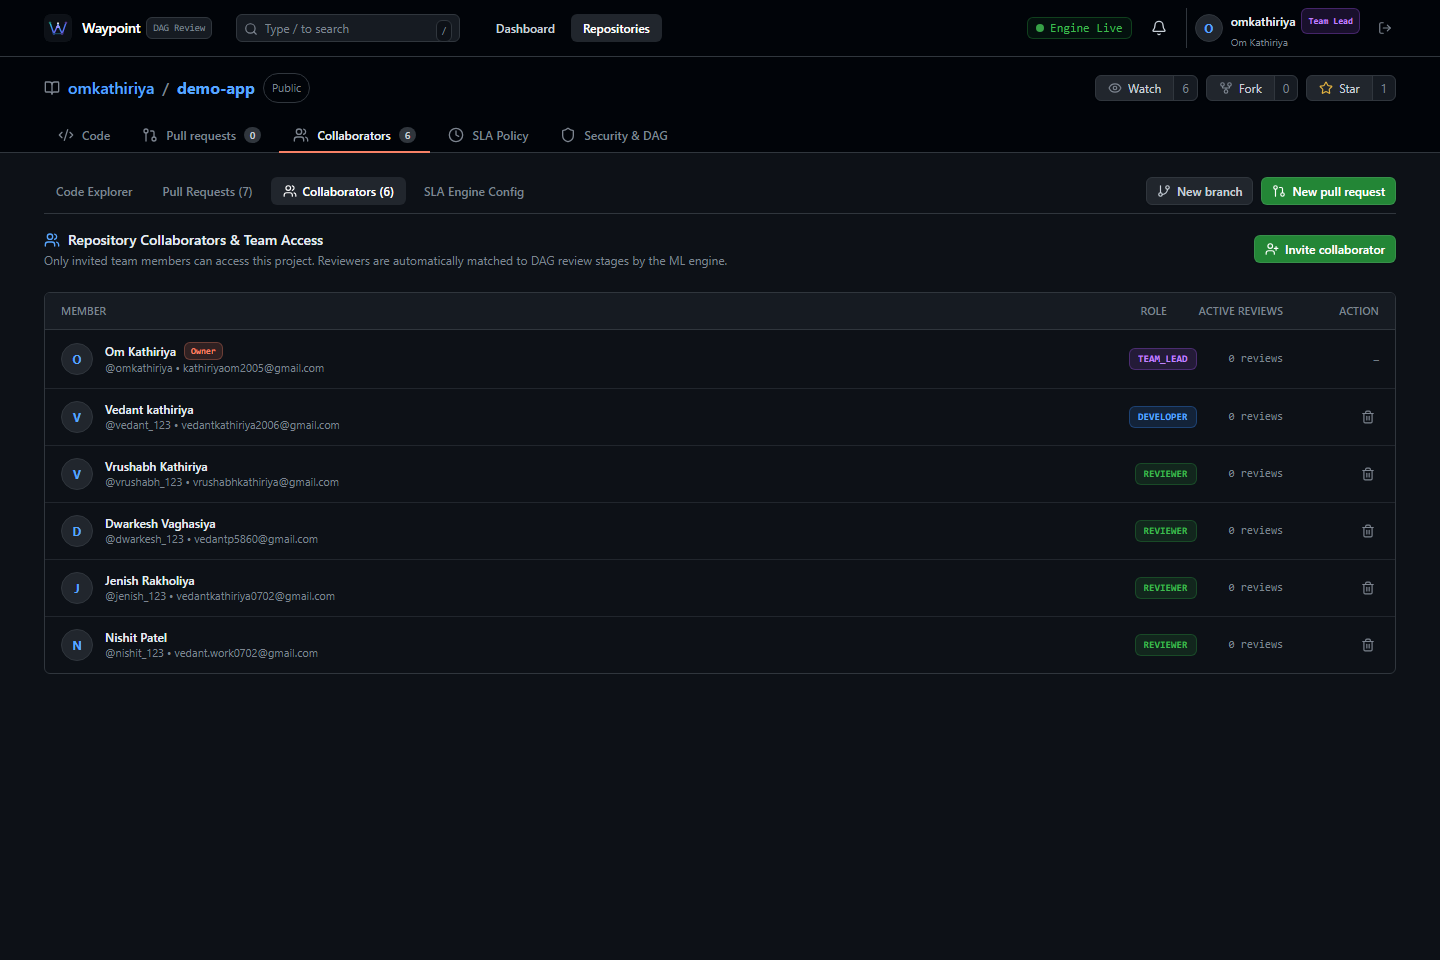 Waypoint DAG Review Type / to search / Dashboard Repositories Engine Live O omkathiriya Team Lead
Om Kathiriya
omkathiriya / demo-app Public Watch 6 Fork 0 Star 1
Code Pull requests 0 Collaborators 6 SLA Policy Security & DAG
Code Explorer Pull Requests (7) Collaborators (6) SLA Engine Config New branch New pull request
Repository Collaborators & Team Access
Only invited team members can access this project. Reviewers are automatically matched to DAG review stages by the ML engine.
Invite collaborator
MEMBER ROLE ACTIVE REVIEWS ACTION
O Om Kathiriya Owner TEAM_LEAD 0 reviews –
@omkathiriya • kathiriyaom2005@gmail.com
V Vedant kathiriya DEVELOPER 0 reviews
@vedant_123 • vedantkathiriya2006@gmail.com
V Vrushabh Kathiriya REVIEWER 0 reviews
@vrushabh_123 • vrushabhkathiriya@gmail.com
D Dwarkesh Vaghasiya REVIEWER 0 reviews
@dwarkesh_123 • vedantp5860@gmail.com
J Jenish Rakholiya REVIEWER 0 reviews
@jenish_123 • vedantkathiriya0702@gmail.com
N Nishit Patel REVIEWER 0 reviews
@nishit_123 • vedant.work0702@gmail.com